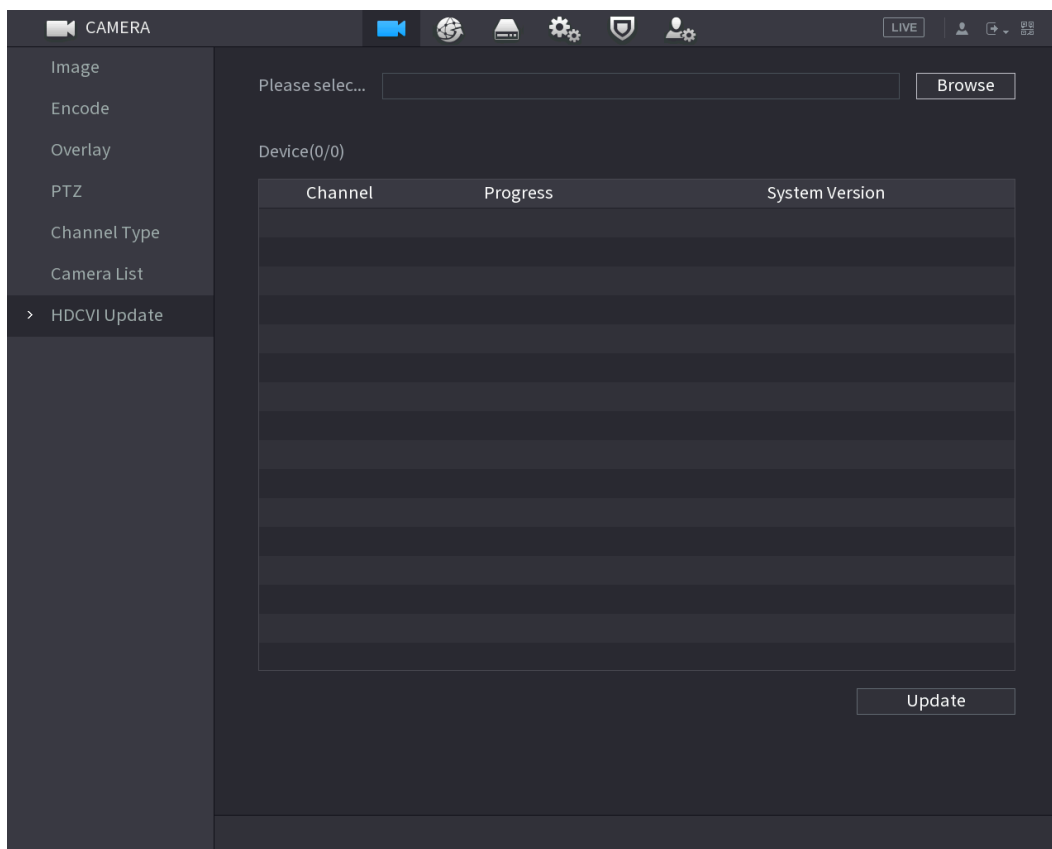 CAMERA
LIVE
Image
Encode
Overlay
PTZ
Channel Type
Camera List
HDCVI Update
Please selec...
Browse
Device(0/0)
Channel Progress System Version
Update